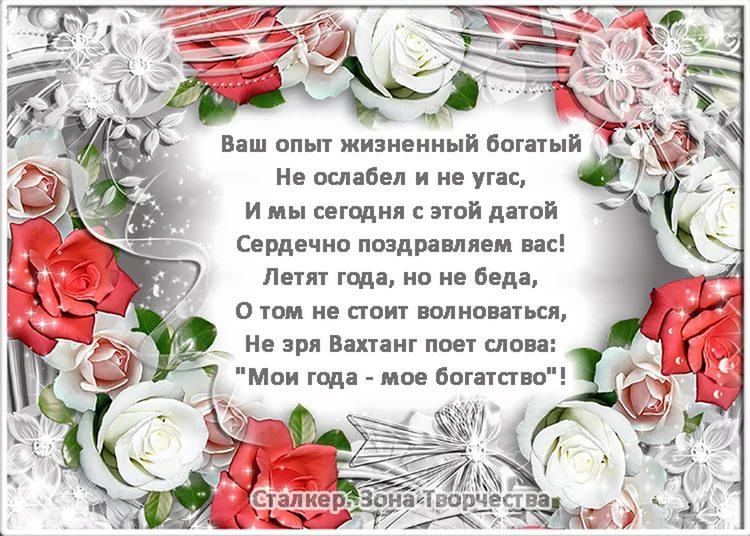 Ваш опыт жизненный богатый
Не ослабел и не угас,
И мы сегодня с этой датой
Сердечно поздравляем вас!
Летят года, но не беда,
О том не стоит волноваться,
Не зря Вахтанг поет слова:
"Мои года - мое богатство"!
Сталкер. Зона Творчества